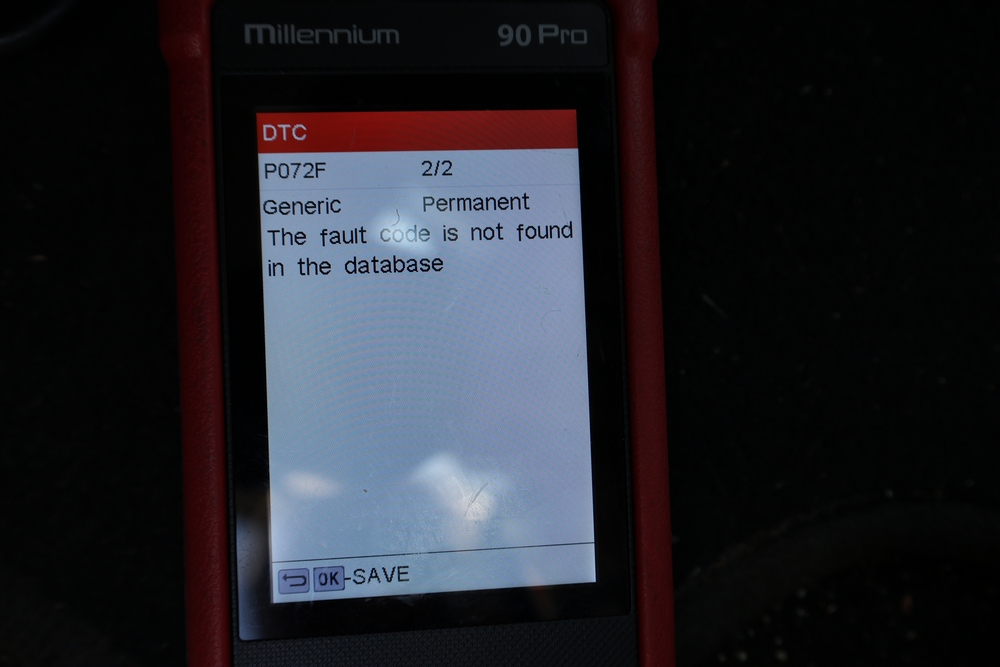 Millennium 90 Pro
DTC
P072F 2/2
Generic Permanent
The fault code is not found
in the database
OK-SAVE